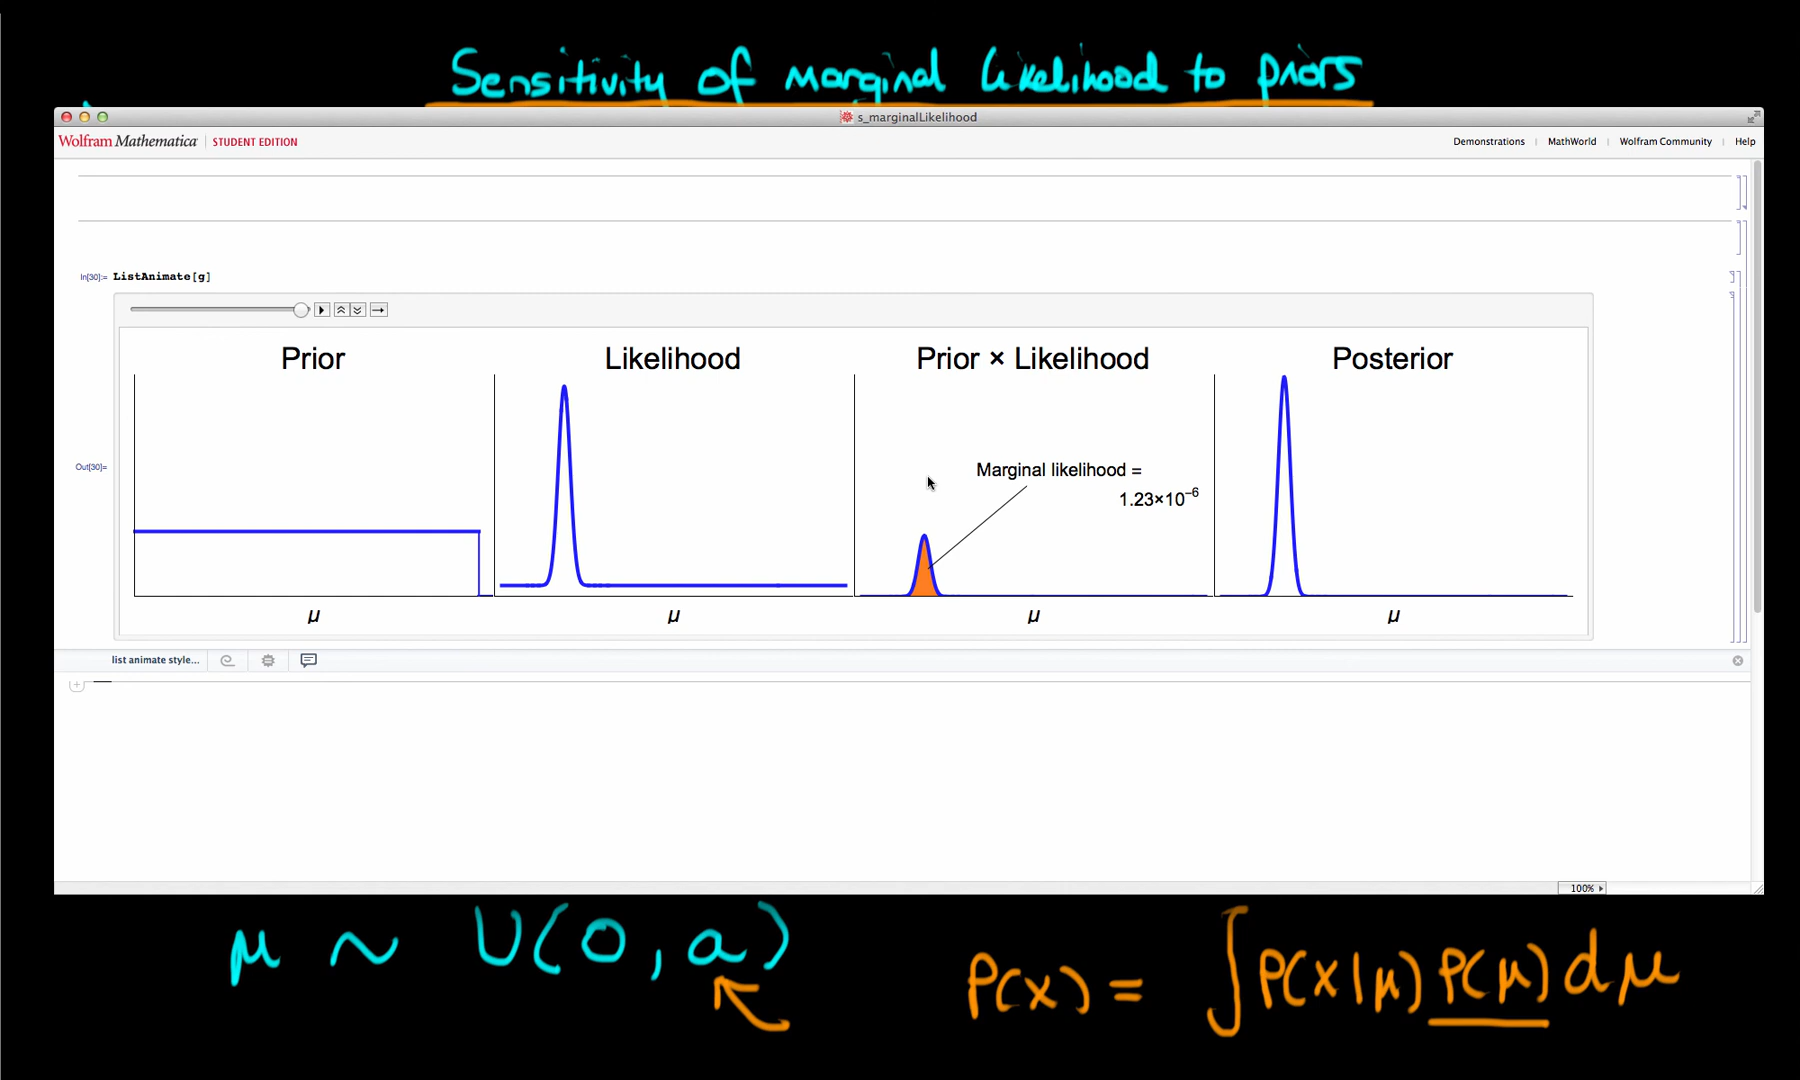 Sensitivity of marginal likelihood to priors
s_marginalLikelihood
Wolfram Mathematica | STUDENT EDITION
Demonstrations | MathWorld | Wolfram Community | Help
In[30]:= ListAnimate[g]
Prior
Likelihood
Prior × Likelihood
Posterior
Marginal likelihood =
1.23×10⁻⁶
Out[30]=
μ
μ
μ
μ
list animate style...
100%
μ ~ U(0, a)
P(x) = ∫P(x|μ) P(μ) dμ